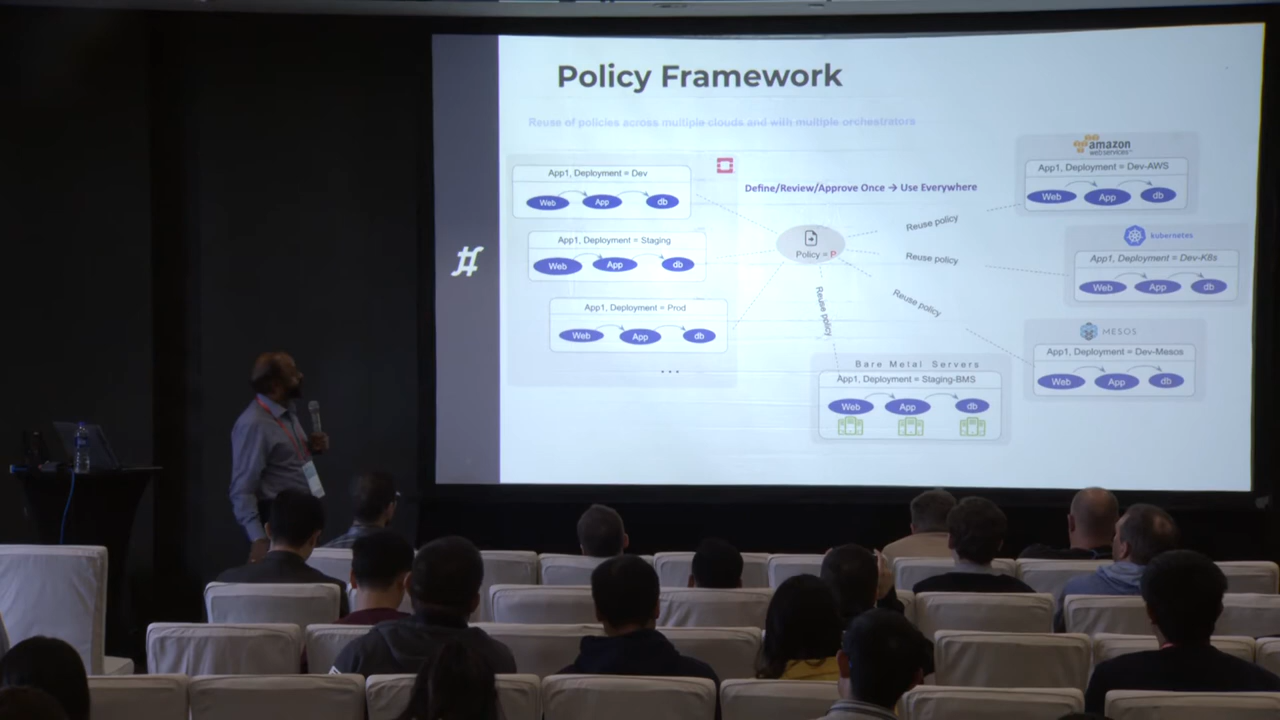 Policy Framework
Reuse of policies across multiple clouds and with multiple orchestrators
App1, Deployment = Dev
Web App db
App1, Deployment = Staging
Web App db
App1, Deployment = Prod
Web App db
...
Define/Review/Approve Once → Use Everywhere
Policy = P
Reuse policy
Reuse policy
Reuse policy
Reuse policy
amazon
webservices™
App1, Deployment = Dev-AWS
Web App db
kubernetes
App1, Deployment = Dev-K8s
Web App db
MESOS
App1, Deployment = Dev-Mesos
Web App db
Bare Metal Servers
App1, Deployment = Staging-BMS
Web App db